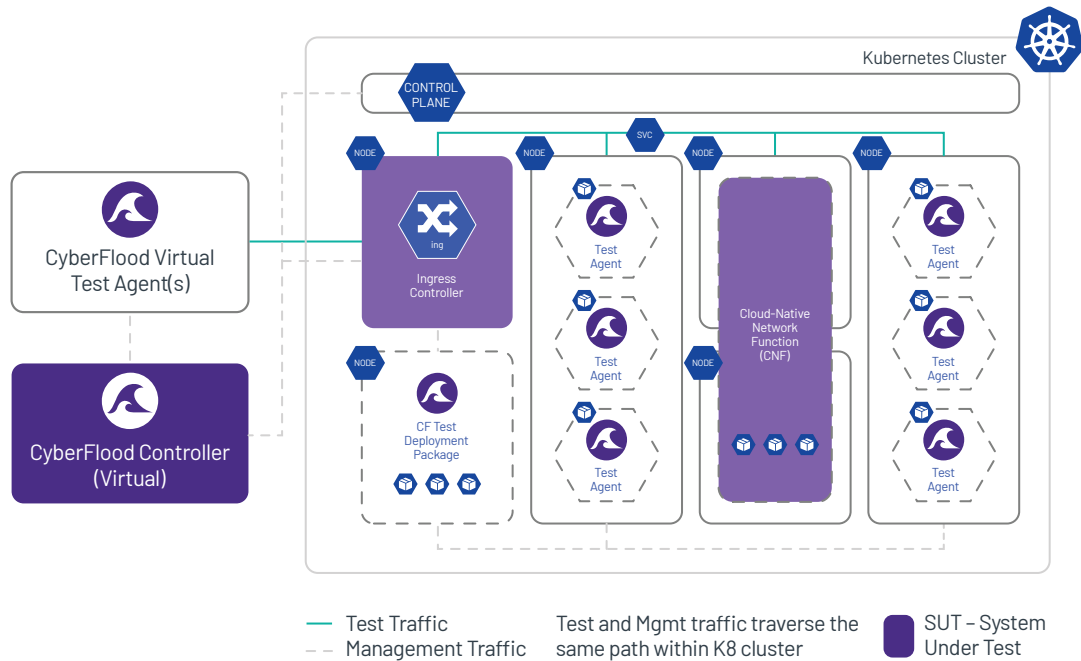 Kubernetes Cluster
CONTROL
PLANE
SVC
NODE
NODE
NODE
NODE
CyberFlood Virtual
Test Agent(s)
ing
Ingress
Controller
Test
Agent
Test
Agent
Test
Agent
Cloud-Native
Network
Function
(CNF)
Test
Agent
Test
Agent
Test
Agent
NODE
NODE
CF Test
Deployment
Package
CyberFlood Controller
(Virtual)
Test Traffic
Management Traffic
Test and Mgmt traffic traverse the
same path within K8 cluster
SUT – System
Under Test